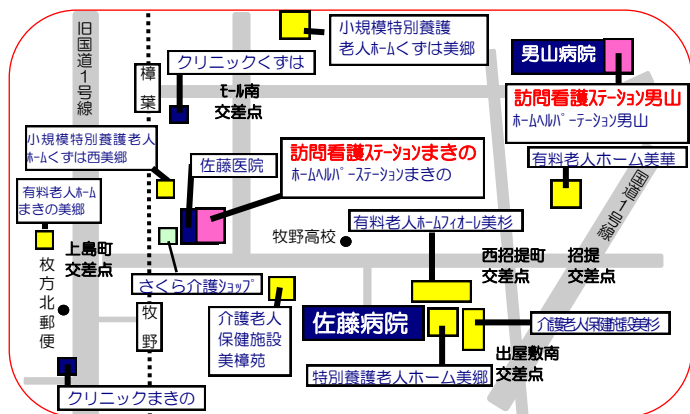 旧国道1号線
樟葉
クリニックくずは
ﾓｰﾙ南
交差点
小規模特別養護
老人ﾎｰﾑくずは美郷
男山病院
訪問看護ｽﾃｰｼｮﾝ男山
ﾎｰﾑﾍﾙﾊﾟｰﾃｰｼｮﾝ男山
小規模特別養護老人
ﾎｰﾑくずは西美郷
佐藤医院
訪問看護ｽﾃｰｼｮﾝまきの
ﾎｰﾑﾍﾙﾊﾟｰｽﾃｰｼｮﾝまきの
有料老人ホーム美華
国道1号線
有料老人ﾎｰﾑ
まきの美郷
上島町
交差点
牧野高校
有料老人ホームフィオーレ美杉
西招提町
交差点
招提
交差点
さくら介護ｼｮｯﾌﾟ
枚方北郵便
牧野
介護老人
保健施設
美樟苑
佐藤病院
介護老人保健施設美杉
特別養護老人ホーム美郷
出屋敷南
交差点
クリニックまきの